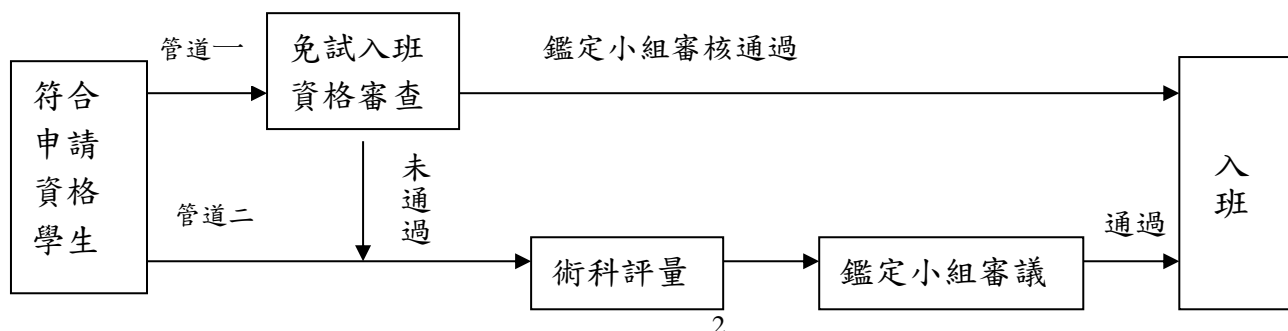 符合
申請
資格
學生
管道一
免試入班
資格審查
鑑定小組審核通過
未通過
管道二
術科評量
鑑定小組審議
通過
入班
2